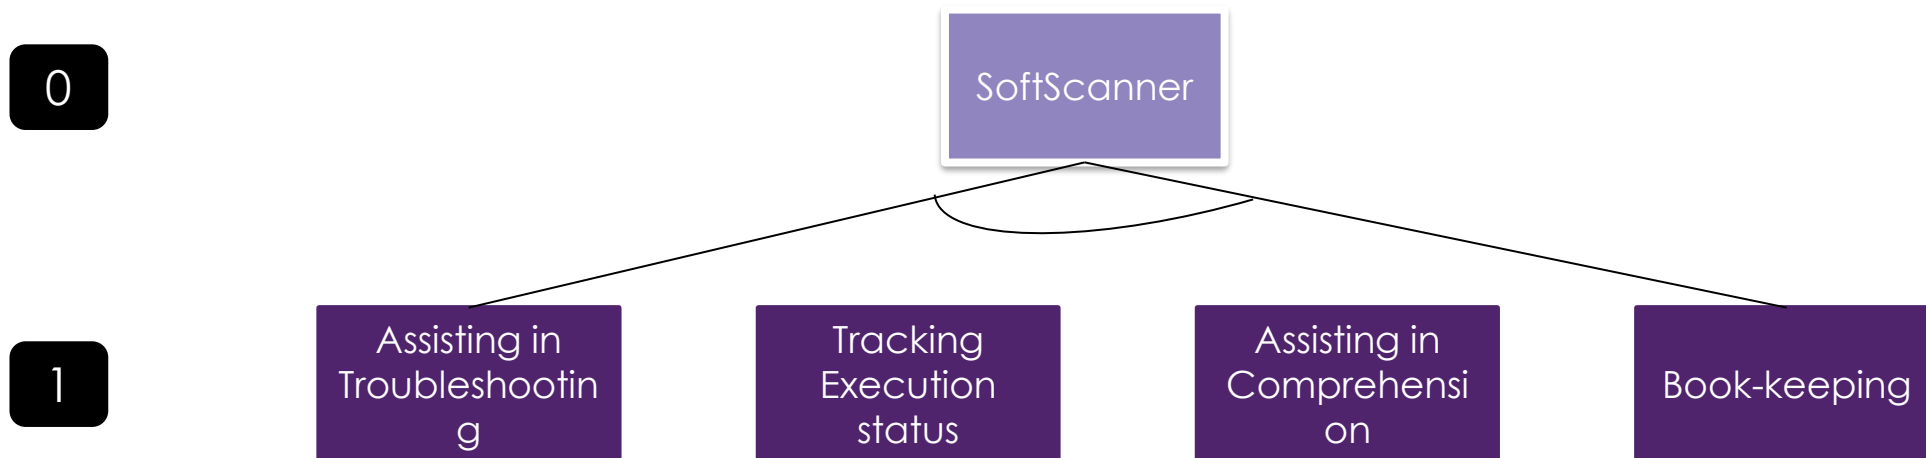 0
SoftScanner
1
Assisting in
Troubleshootin
g
Tracking
Execution
status
Assisting in
Comprehensi
on
Book-keeping